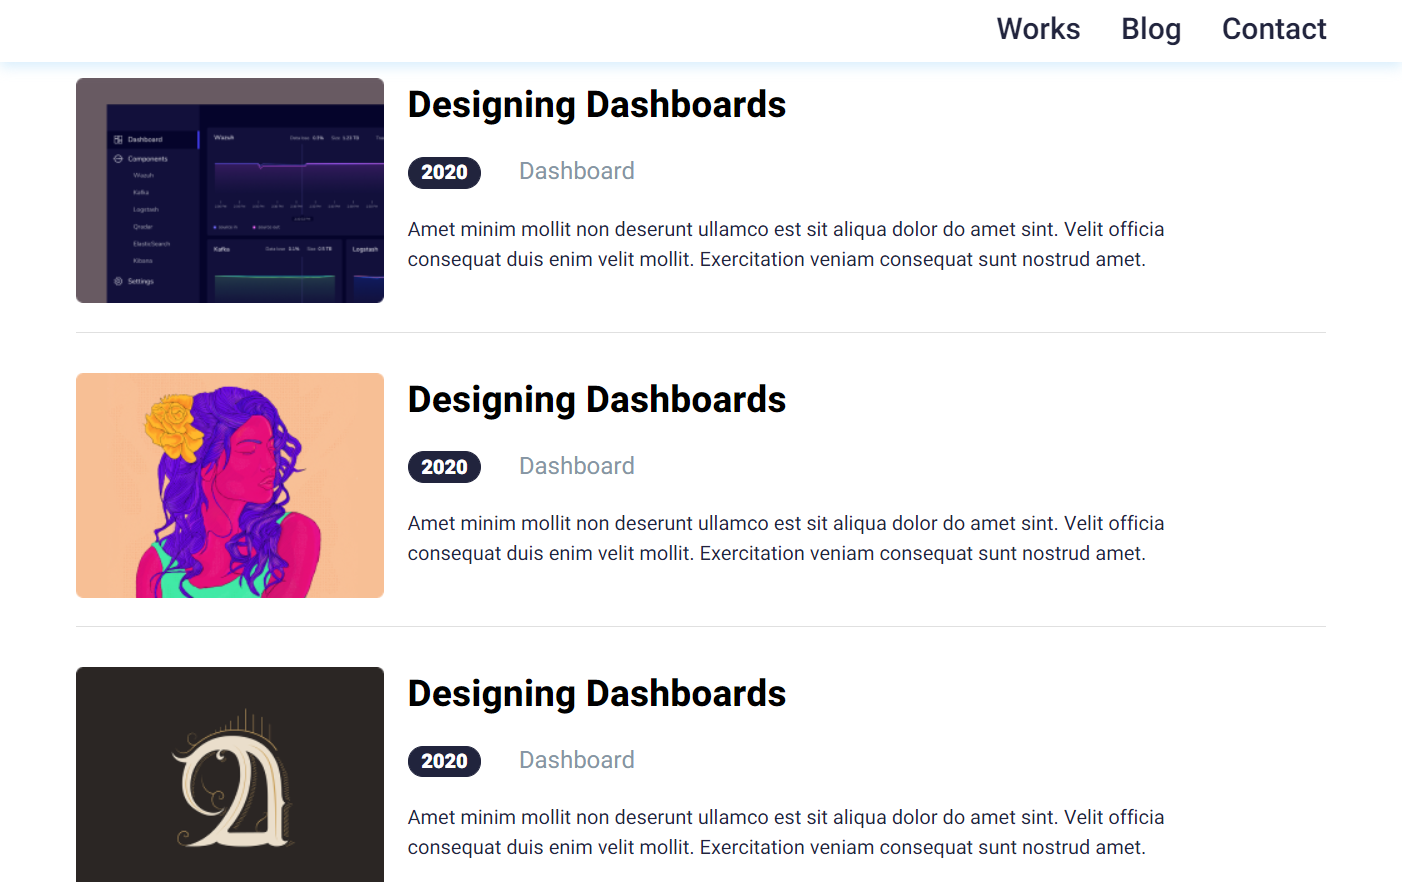 Works Blog Contact
Designing Dashboards
2020 Dashboard
Amet minim mollit non deserunt ullamco est sit aliqua dolor do amet sint. Velit officia
consequat duis enim velit mollit. Exercitation veniam consequat sunt nostrud amet.
Dashboard
Components
Wazuh
Kafka
Logstash
Qradar
ElasticSearch
Kibana
Settings
Wazuh
Kafka
Logstash
Designing Dashboards
2020 Dashboard
Amet minim mollit non deserunt ullamco est sit aliqua dolor do amet sint. Velit officia
consequat duis enim velit mollit. Exercitation veniam consequat sunt nostrud amet.
Designing Dashboards
2020 Dashboard
Amet minim mollit non deserunt ullamco est sit aliqua dolor do amet sint. Velit officia
consequat duis enim velit mollit. Exercitation veniam consequat sunt nostrud amet.